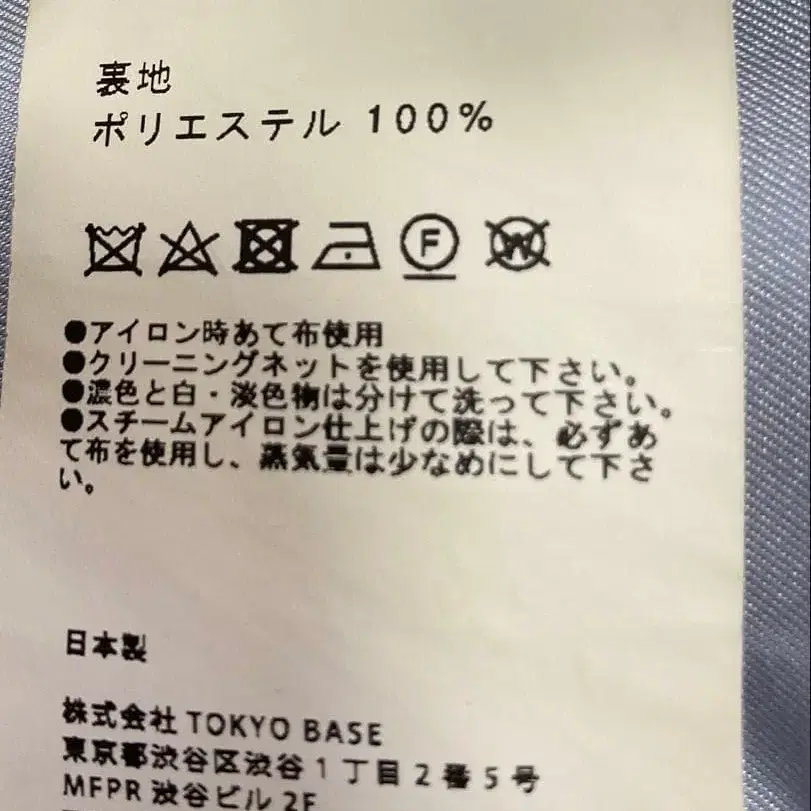 裏地
ポリエステル 100%
F W
●アイロン時あて布使用
●クリーニングネットを使用して下さい。
●濃色と白・淡色物は分けて洗って下さい。
●スチームアイロン仕上げの際は、必ずあ
て布を使用し、蒸気量は少なめにして下さ
い。
日本製
株式会社 TOKYO BASE
東京都渋谷区渋谷1丁目2番5号
MFPR 渋谷ビル 2F